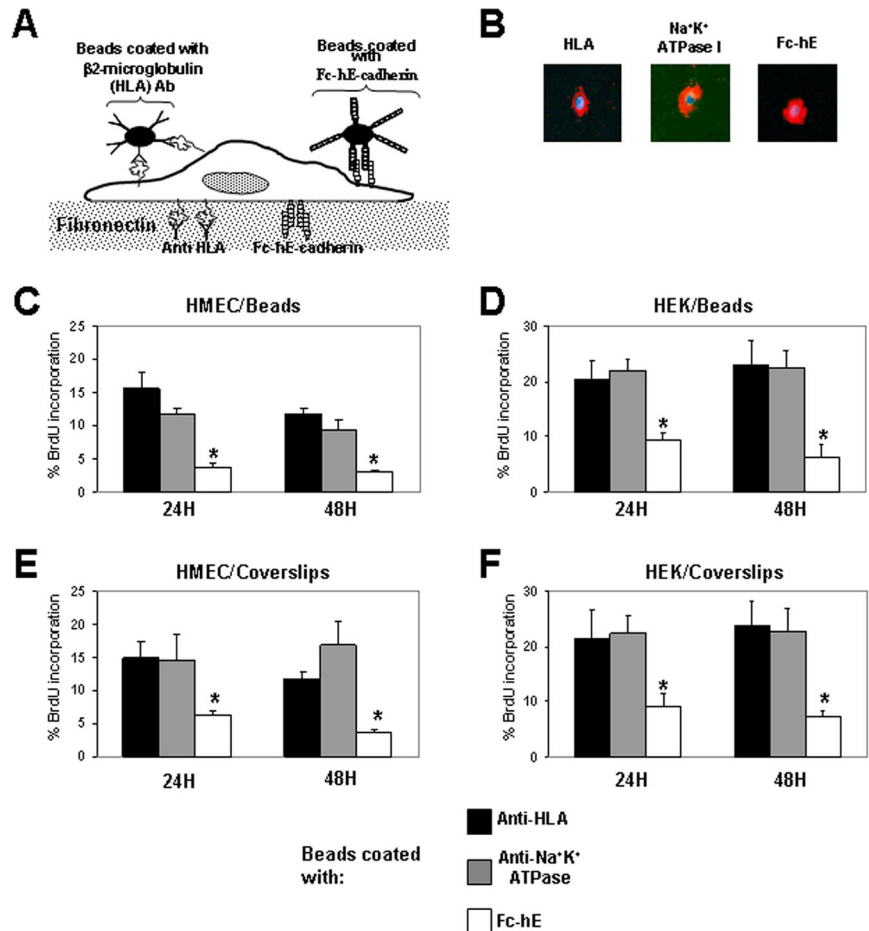 A
Beads coated with
β2-microglobulin
(HLA) Ab
Beads coated
with
Fc-hE-cadherin
Fibronectin
Anti HLA
Fc-hE-cadherin
B
HLA
Na⁺K⁺
ATPase I
Fc-hE
C
HMEC/Beads
% BrdU incorporation
25
20
15
10
5
0
*
*
24H
48H
D
HEK/Beads
% BrdU incorporation
30
20
10
0
*
*
24H
48H
E
HMEC/Coverslips
% BrdU incorporation
25
20
15
10
5
0
*
*
24H
48H
F
HEK/Coverslips
% BrdU incorporation
30
20
10
0
*
*
24H
48H
Beads coated
with:
Anti-HLA
Anti-Na⁺K⁺
ATPase
Fc-hE